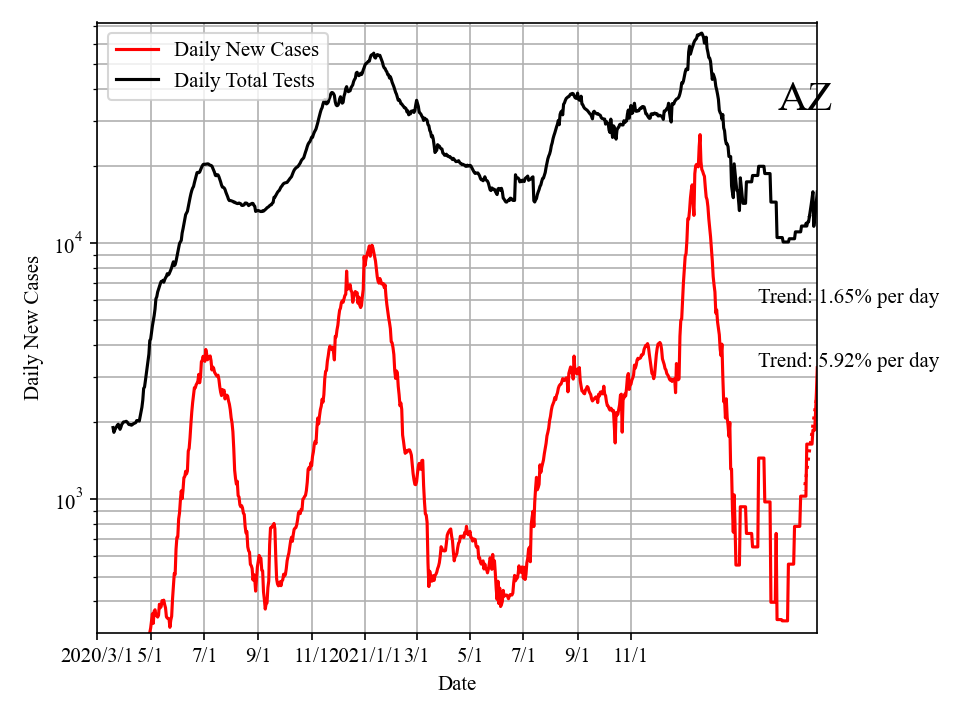 Daily New Cases
Daily Total Tests
AZ
10^4
10^3
Daily New Cases
Trend: 1.65% per day
Trend: 5.92% per day
2020/3/1 5/1 7/1 9/1 11/1 2021/1/1 3/1 5/1 7/1 9/1 11/1
Date